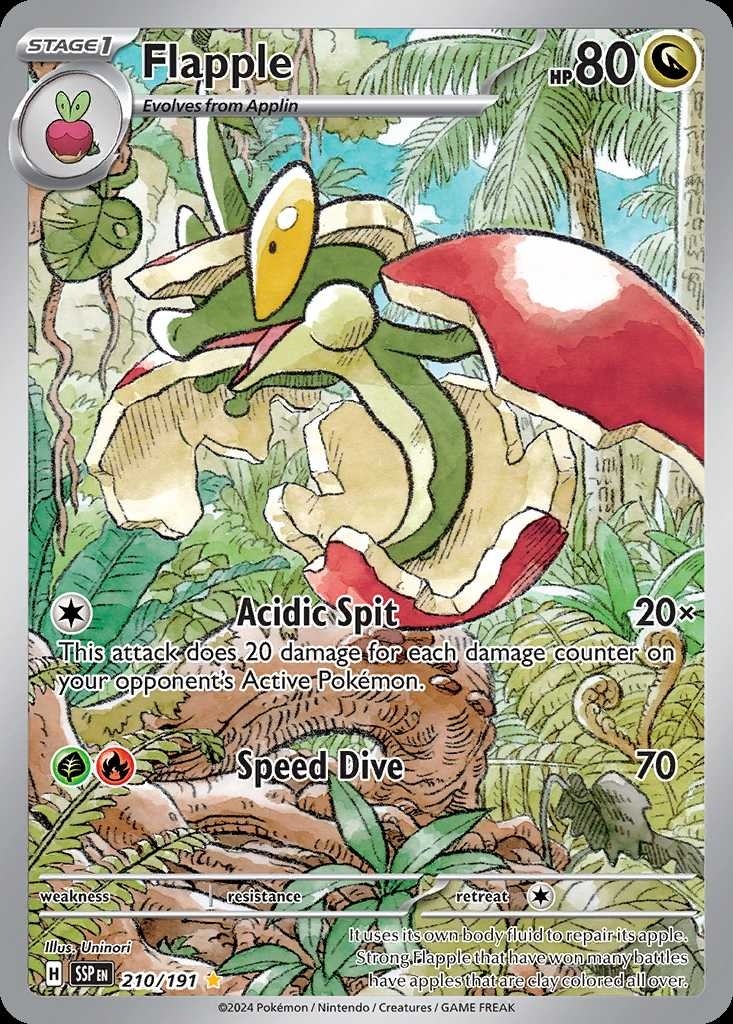 STAGE1
Flapple
HP80
Evolves from Applin
Acidic Spit 20×
This attack does 20 damage for each damage counter on
your opponent's Active Pokémon.
Speed Dive 70
weakness resistance retreat
Illus. Uninori
It uses its own body fluid to repair its apple.
Strong Flapple that have won many battles
have apples that are clay colored all over.
H SSP EN 210/191
©2024 Pokémon / Nintendo / Creatures / GAME FREAK